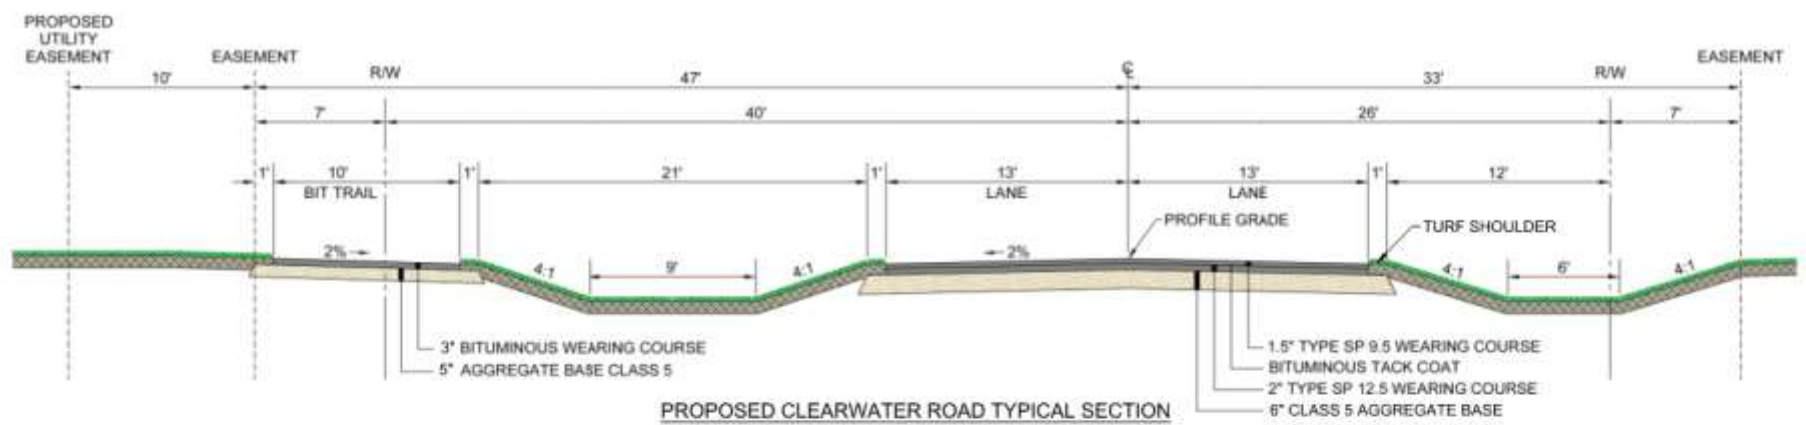 PROPOSED
UTILITY
EASEMENT
EASEMENT
R/W
℄
R/W
EASEMENT
10'
47'
33'
7'
40'
26'
7'
1'
10'
1'
21'
1'
13'
13'
1'
12'
BIT TRAIL
LANE
LANE
PROFILE GRADE
TURF SHOULDER
2%
2%
4:1
9'
4:1
4:1
6'
4:1
3" BITUMINOUS WEARING COURSE
5" AGGREGATE BASE CLASS 5
1.5" TYPE SP 9.5 WEARING COURSE
BITUMINOUS TACK COAT
2" TYPE SP 12.5 WEARING COURSE
6" CLASS 5 AGGREGATE BASE
PROPOSED CLEARWATER ROAD TYPICAL SECTION